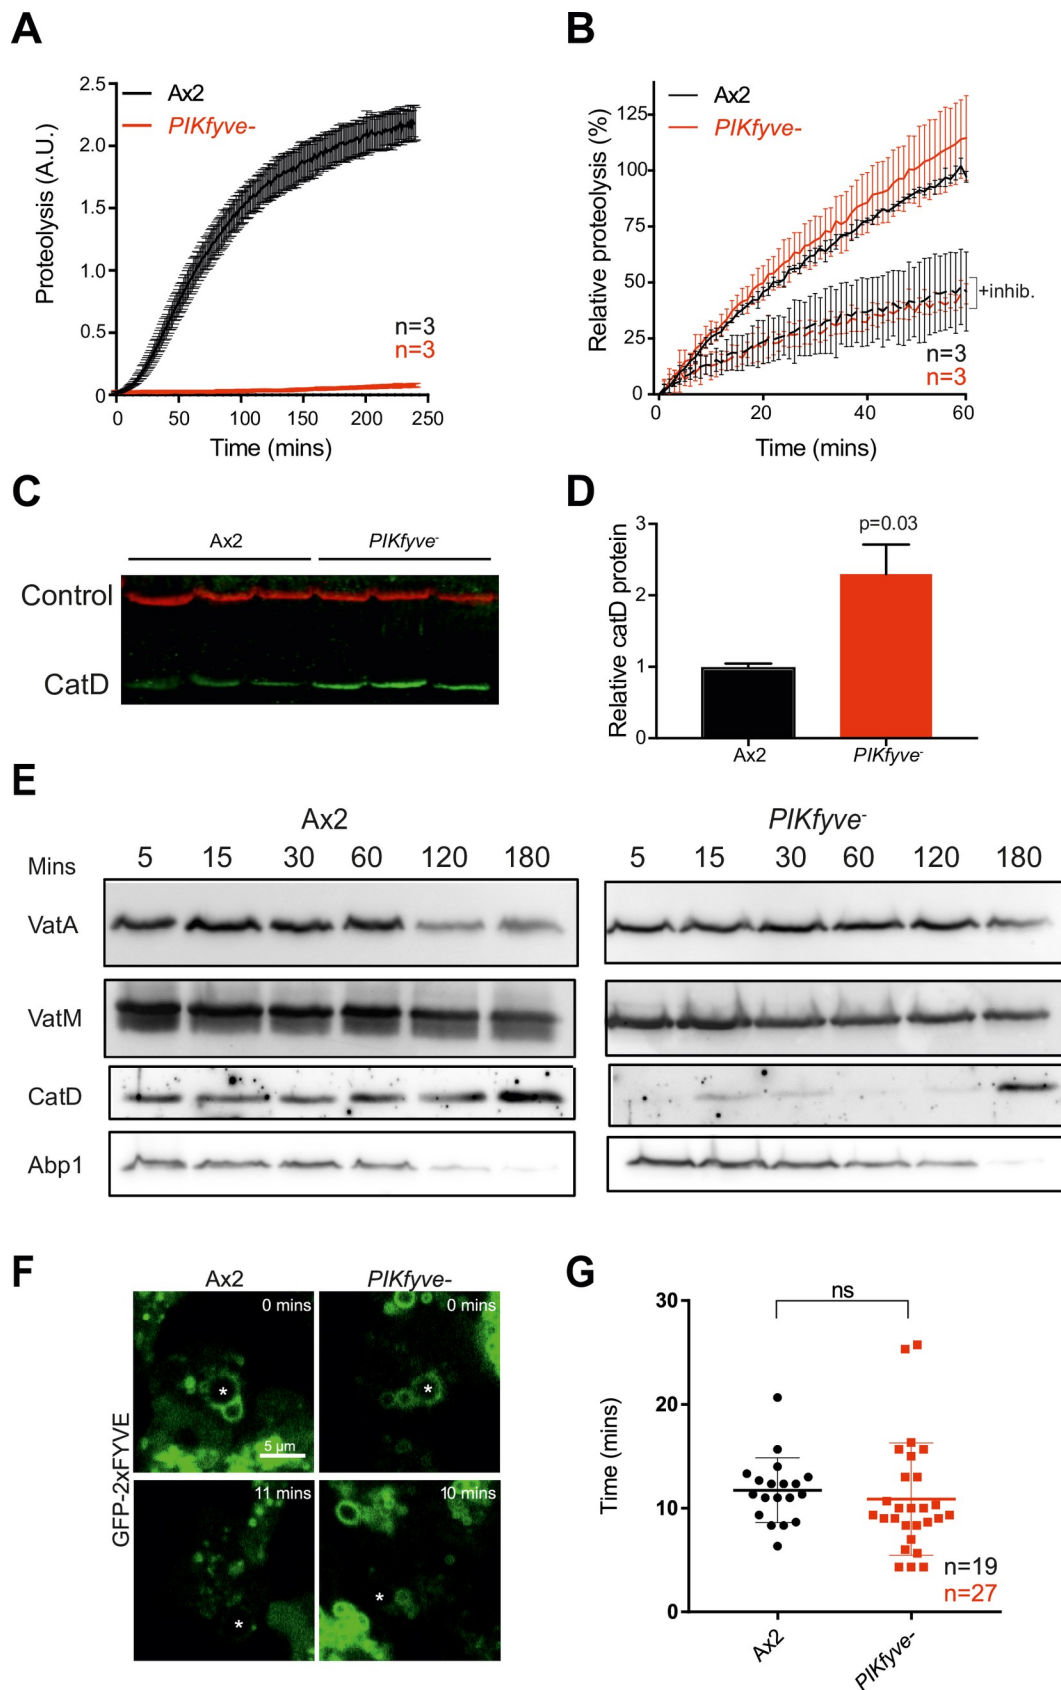 A
2.5
2.0
1.5
1.0
0.5
0
Proteolysis (A.U.)
Ax2
PIKfyve-
n=3
n=3
0 50 100 150 200 250
Time (mins)
B
125
100
75
50
25
0
Relative proteolysis (%)
Ax2
PIKfyve-
+inhib.
n=3
n=3
0 20 40 60
Time (mins)
C
Ax2 PIKfyve-
Control
CatD
D
3
2
1
0
Relative catD protein
p=0.03
Ax2 PIKfyve-
E
Ax2 PIKfyve-
Mins 5 15 30 60 120 180 5 15 30 60 120 180
VatA
VatM
CatD
Abp1
F
Ax2 PIKfyve-
GFP-2xFYVE
0 mins 0 mins
* *
5 µm
11 mins 10 mins
* *
G
30
20
10
0
Time (mins)
ns
n=19
n=27
Ax2 PIKfyve-